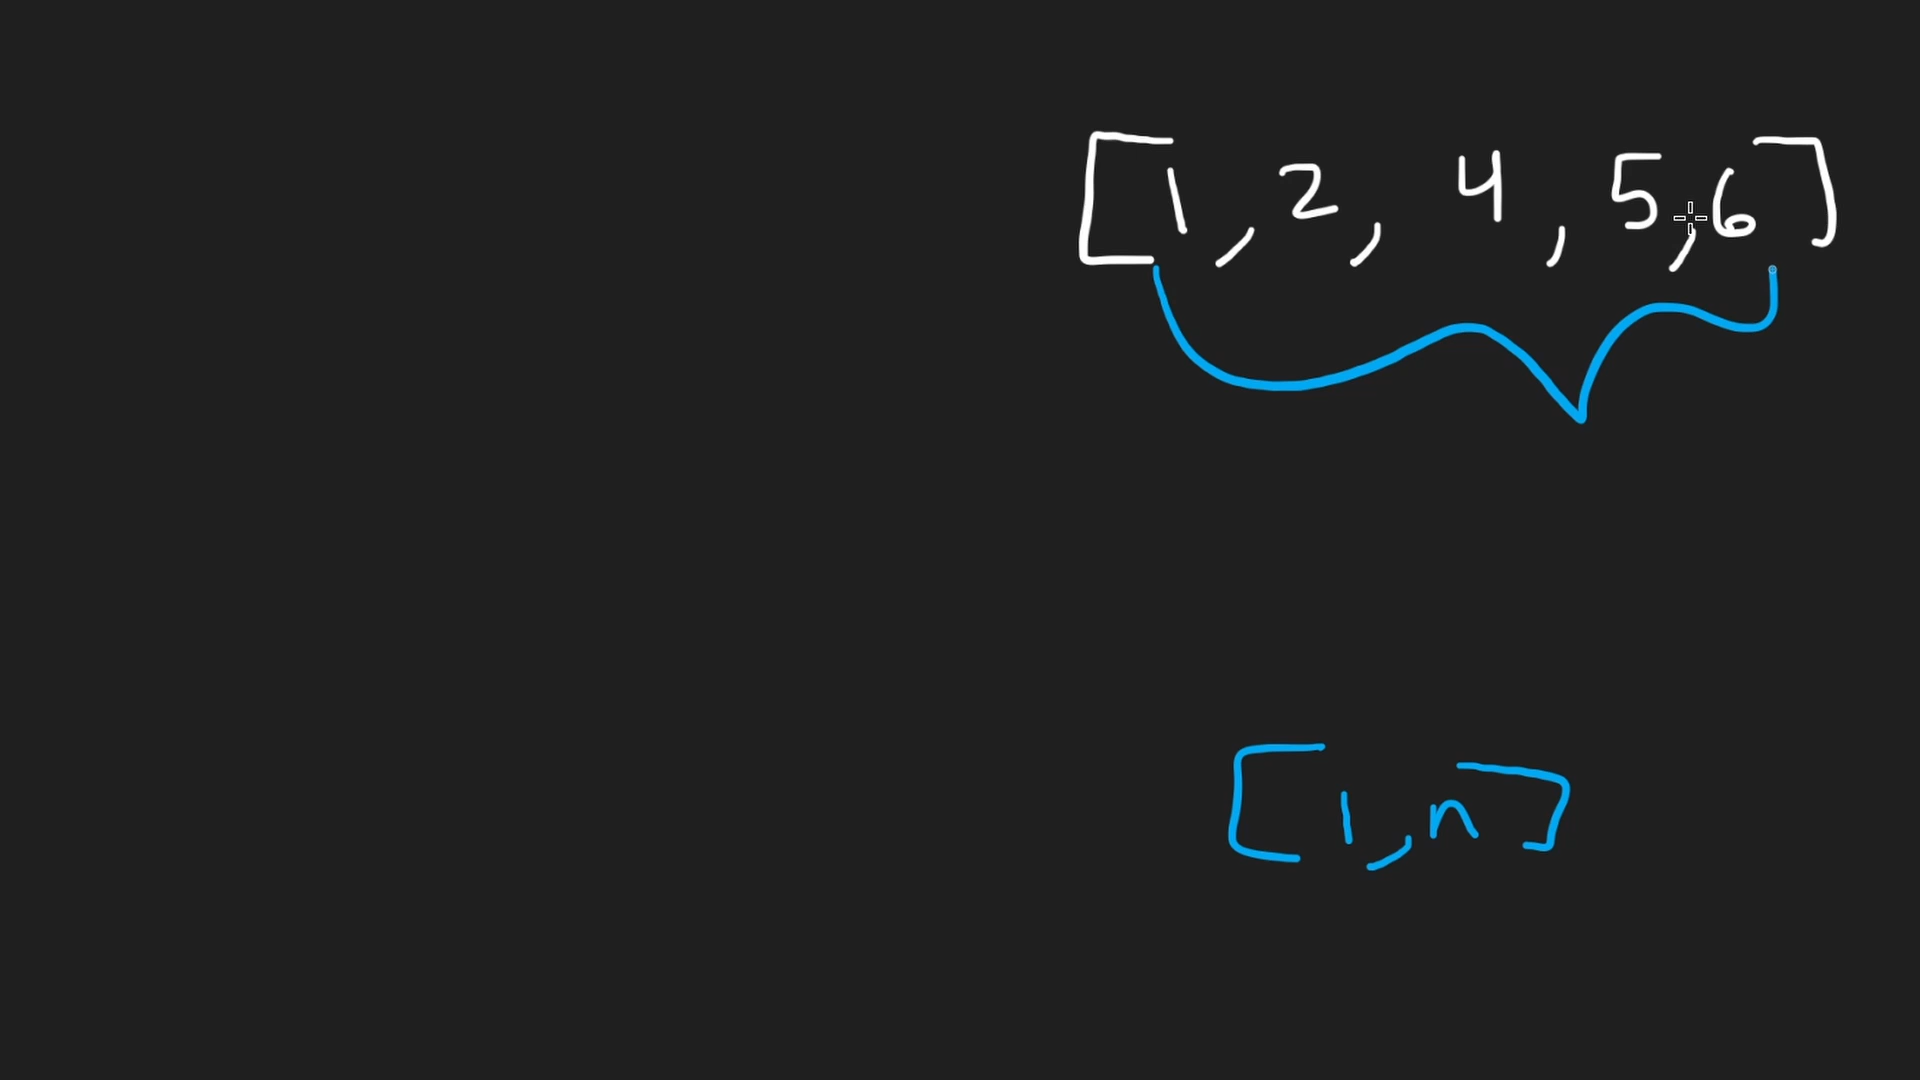 [1, 2, 4, 5, 6]
[1, n]